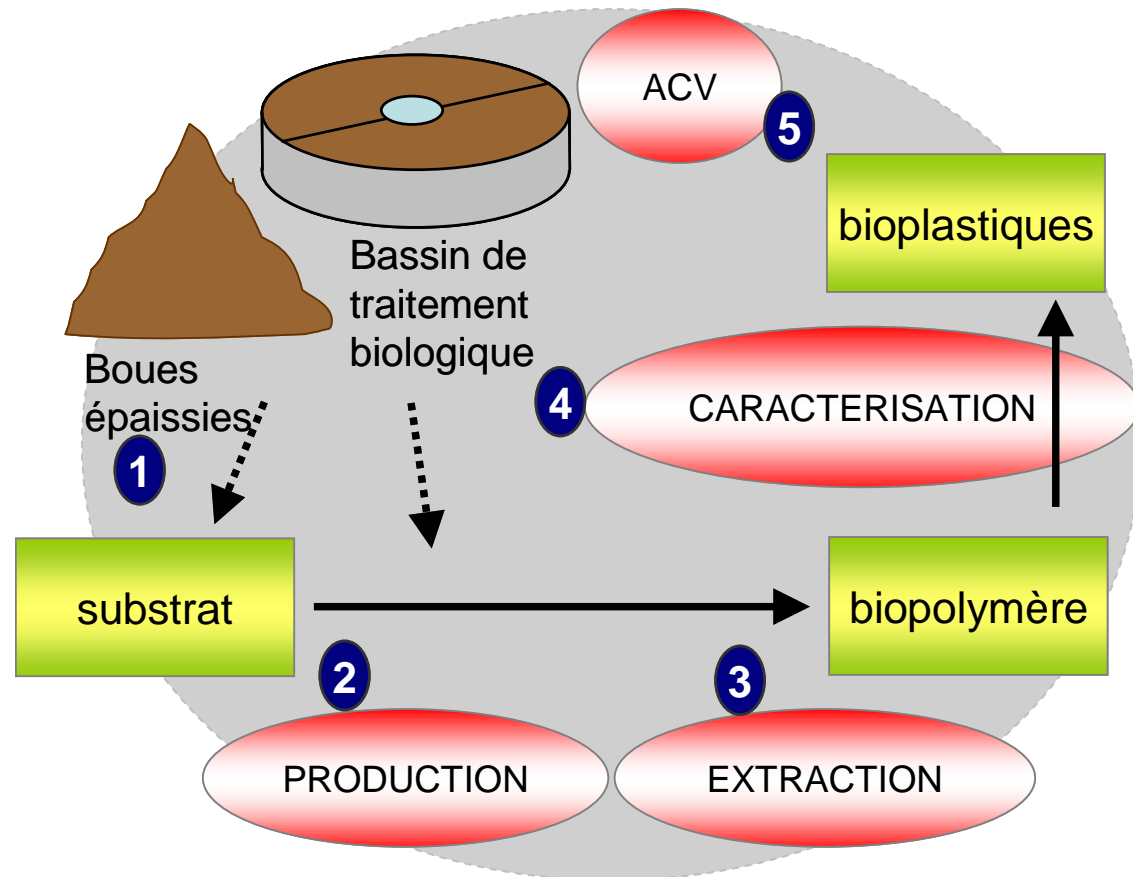 ACV
5
bioplastiques
Bassin de
traitement
biologique
Boues
épaissies
1
4
CARACTERISATION
substrat
biopolymère
2
3
PRODUCTION
EXTRACTION